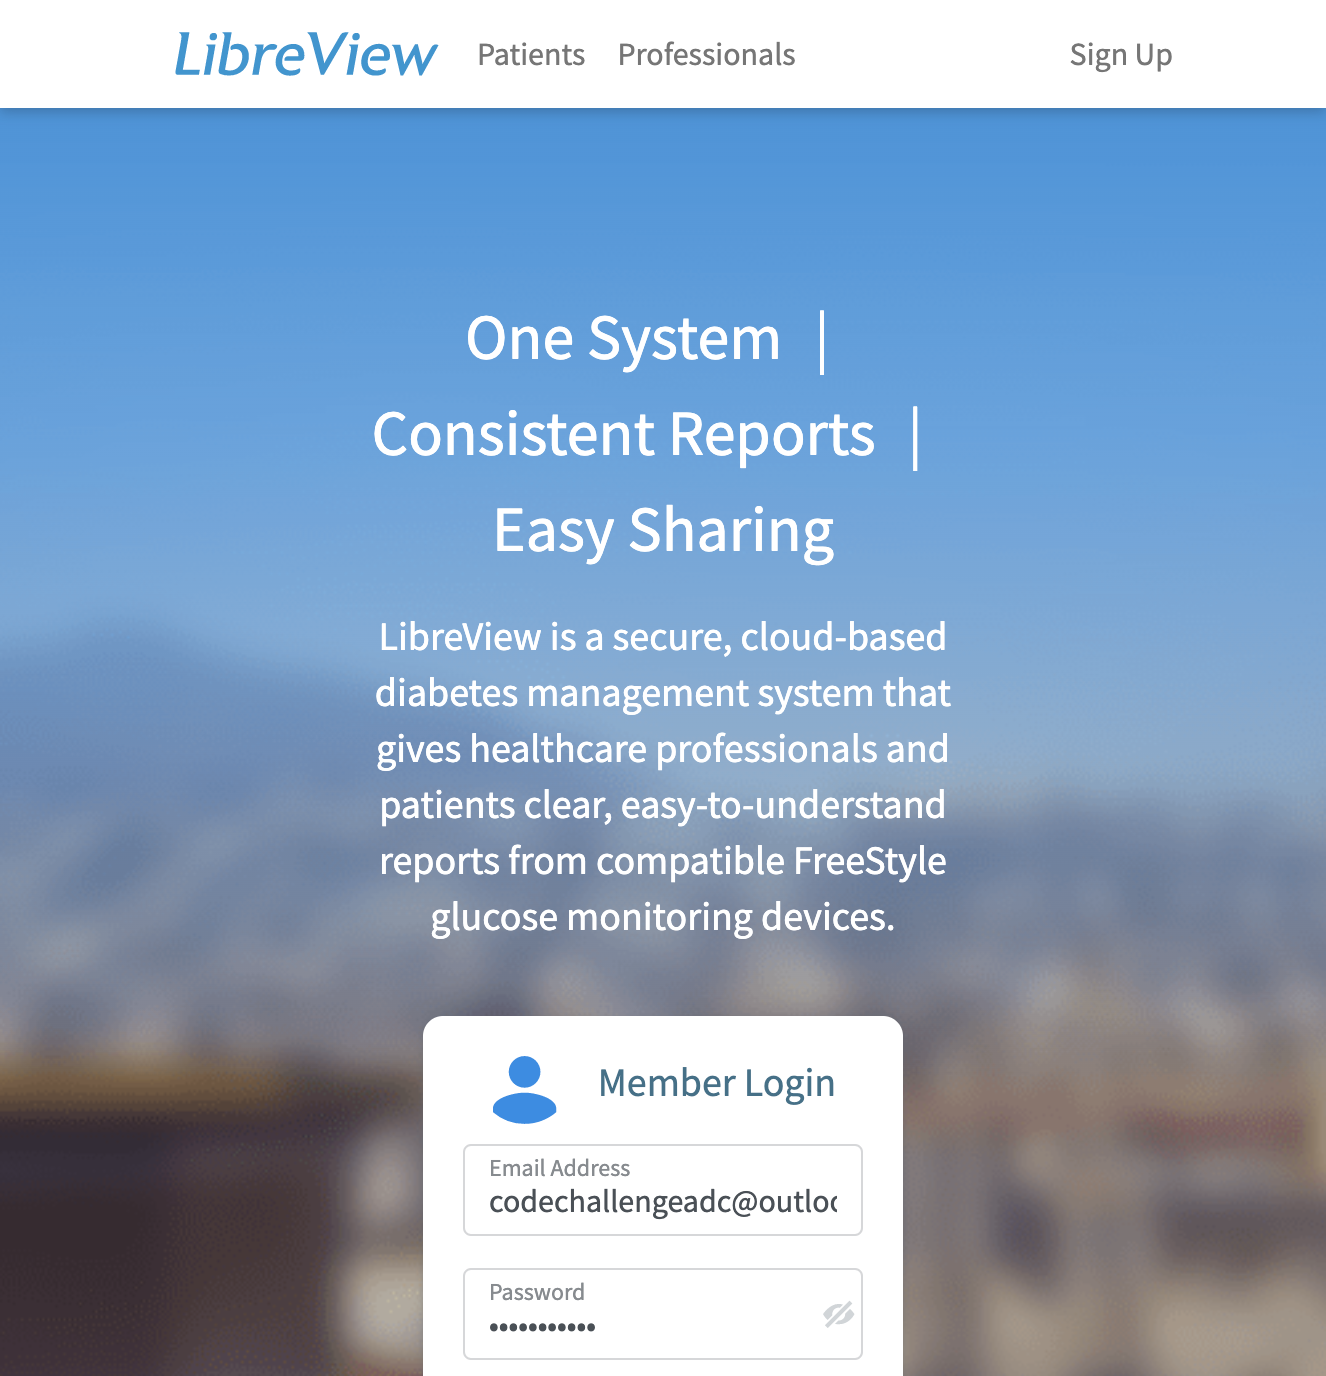 LibreView Patients Professionals Sign Up
One System |
Consistent Reports |
Easy Sharing
LibreView is a secure, cloud-based
diabetes management system that
gives healthcare professionals and
patients clear, easy-to-understand
reports from compatible FreeStyle
glucose monitoring devices.
Member Login
Email Address
codechallengeadc@outloo
Password
•••••••••••